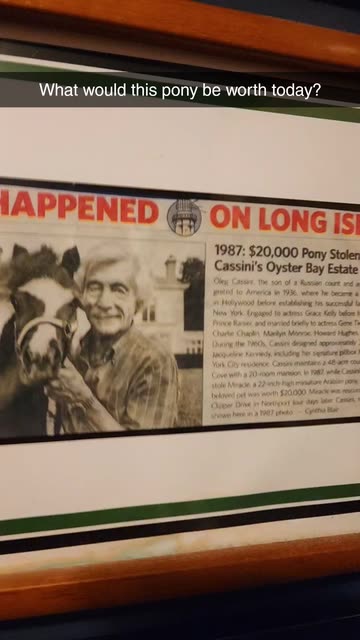 What would this pony be worth today?
HAPPENED ON LONG ISL
1987: $20,000 Pony Stolen
Cassini's Oyster Bay Estate
Oleg Cassini, the son of a Russian count and a
grated to America in 1936, where he became a
in Hollywood before establishing his successful fa
New York. Engaged to actress Grace Kelly before
Prince Rainier and married briefly to actress Gene T
Charlie Chaplin, Marilyn Monroe, Howard Hughes
During the 1960s, Cassini designed approximately
Jacqueline Kennedy, including her signature pillbox
York City residence. Cassini maintained a 48-acre
Cove with a 20-room mansion. In 1987 while Cassini
stole Miracle, a 22-inch-high miniature Arabian pony
beloved pet was worth $20,000. Miracle was
Clipper Drive in Northport four days later. Cassini,
shown here in a 1987 photo. – Cynthia Blair